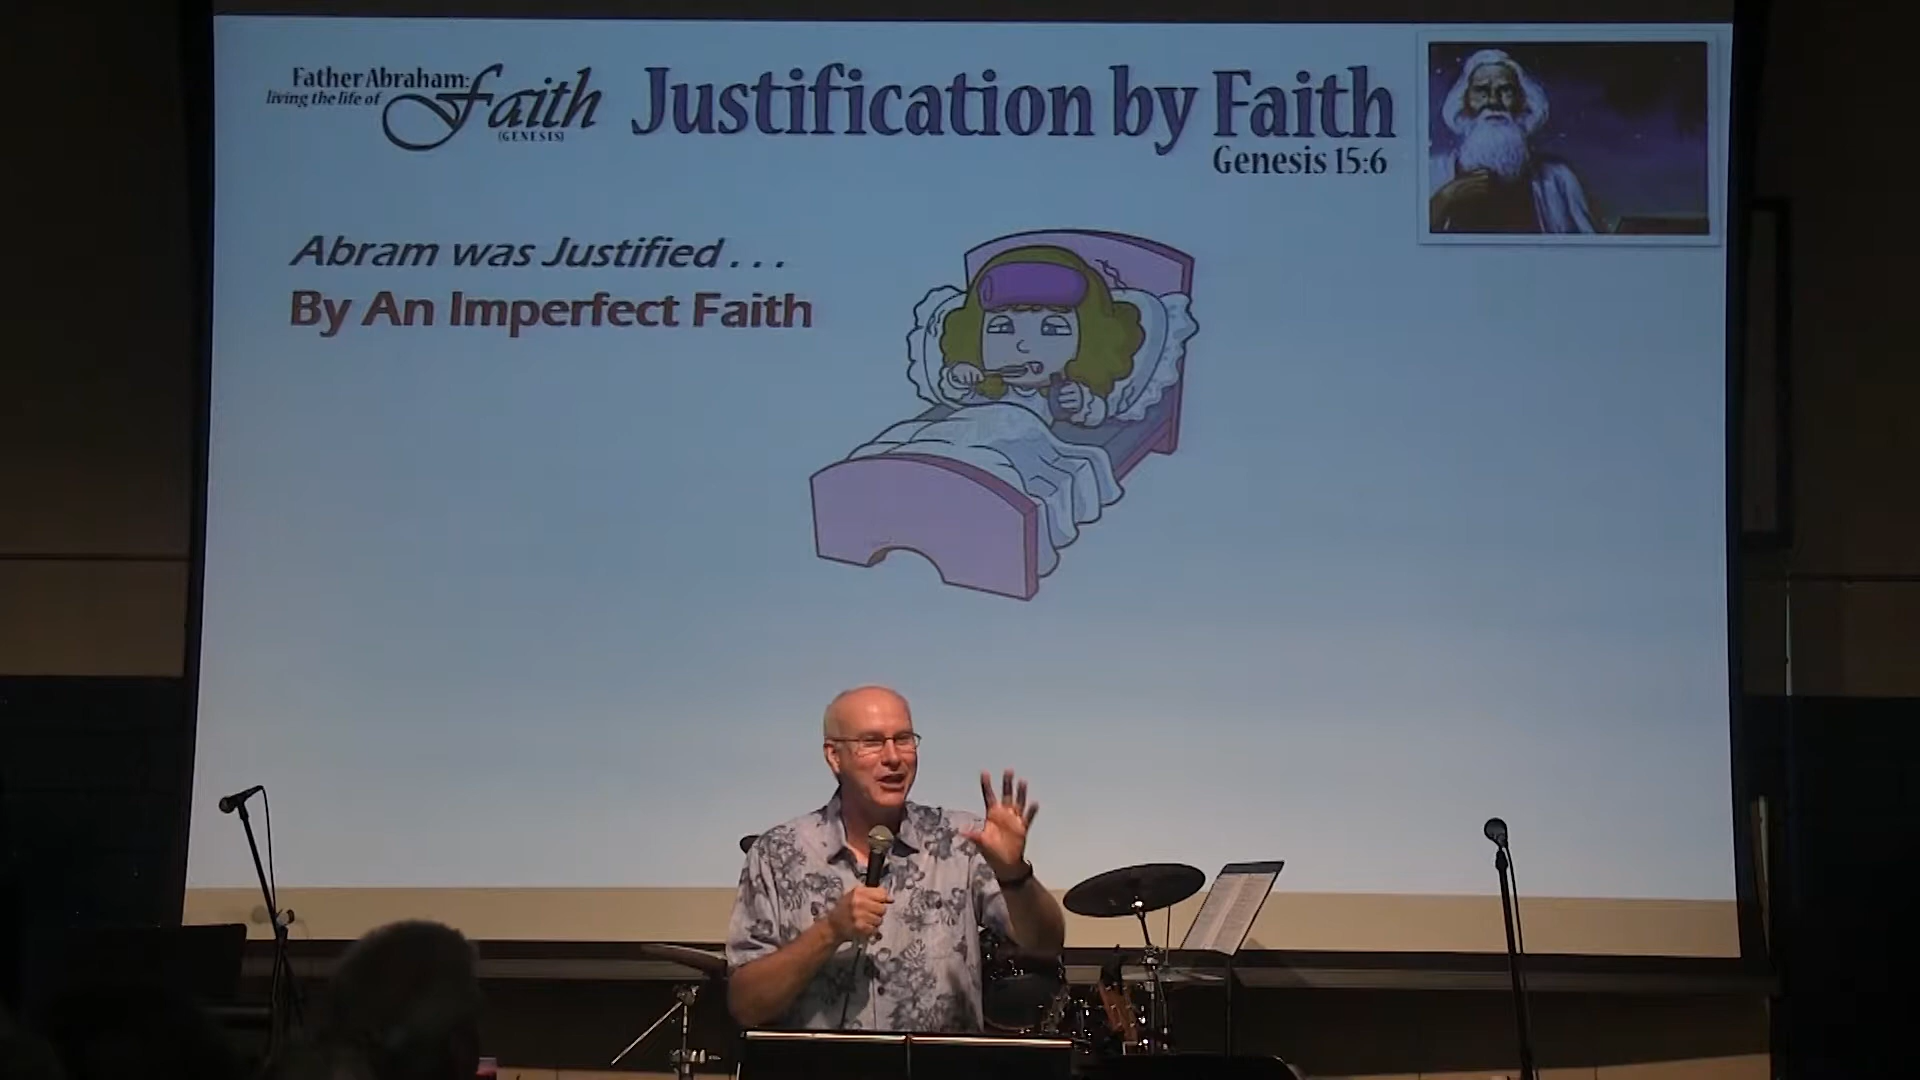 Father Abraham:
living the life of
Faith
(GENESIS)
Justification by Faith
Genesis 15:6
Abram was Justified . . .
By An Imperfect Faith